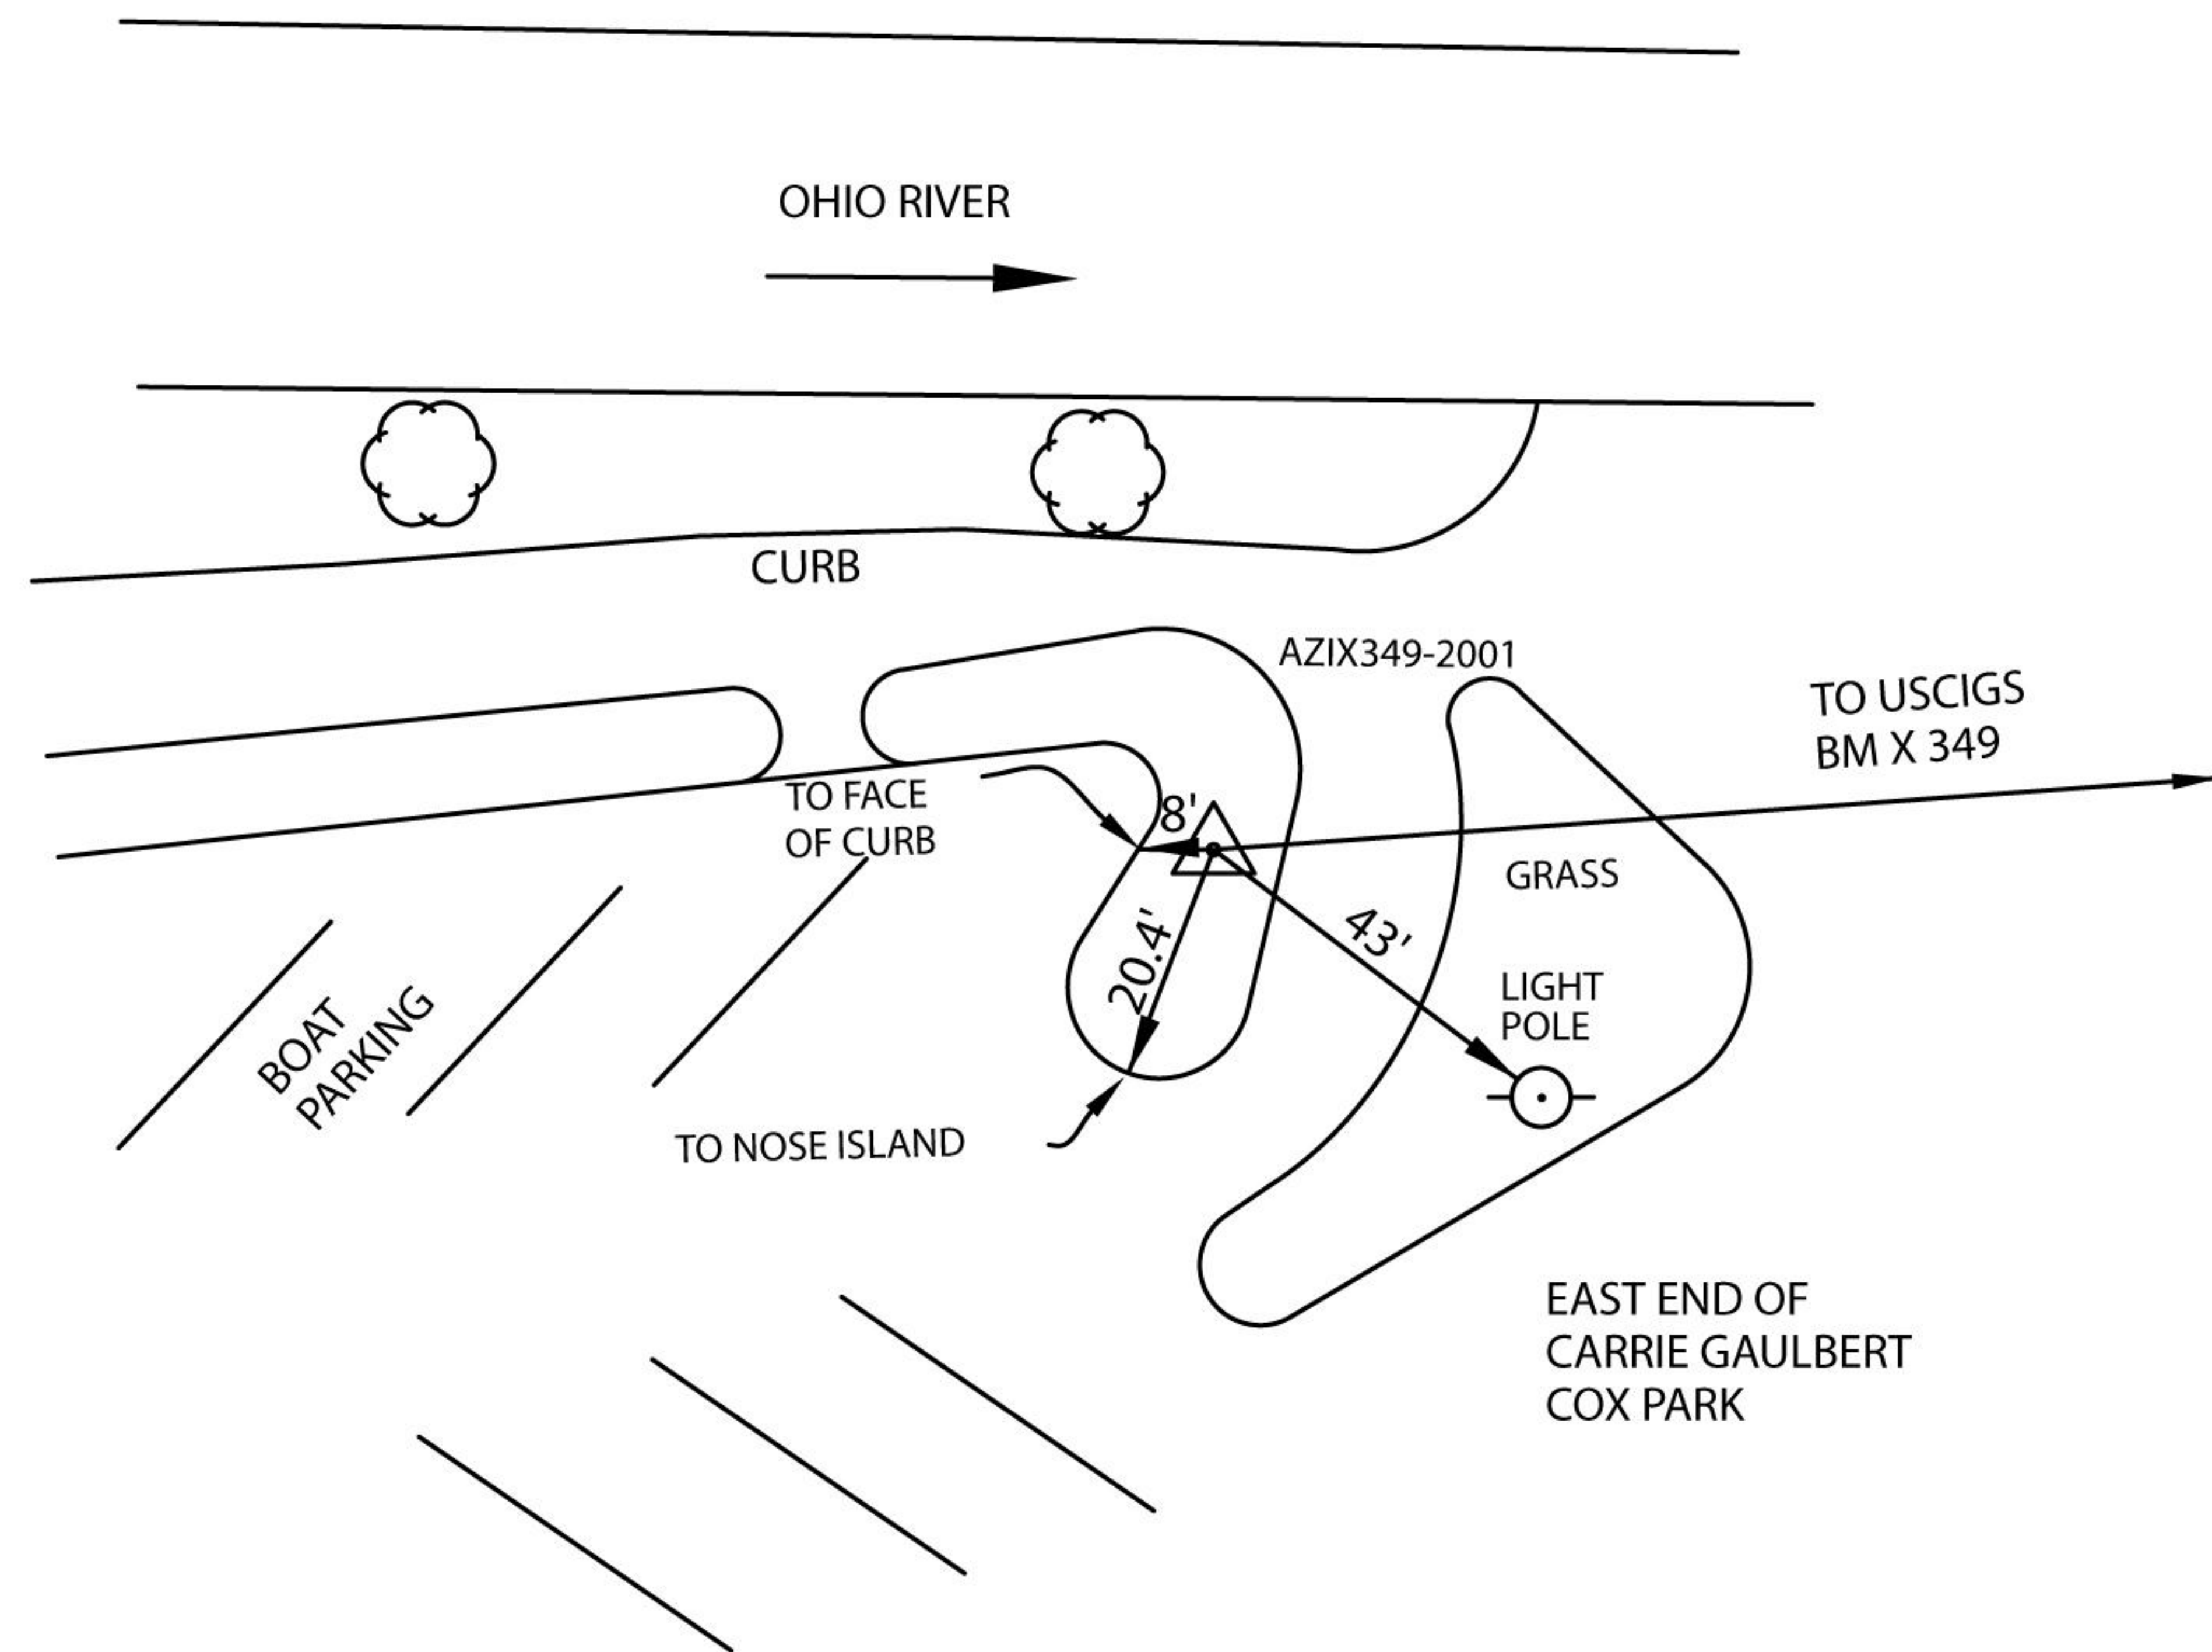 OHIO RIVER
CURB
AZIX349-2001
TO USCIGS
BM X 349
TO FACE
OF CURB
8'
GRASS
43'
20.4'
LIGHT
POLE
BOAT
PARKING
TO NOSE ISLAND
EAST END OF
CARRIE GAULBERT
COX PARK